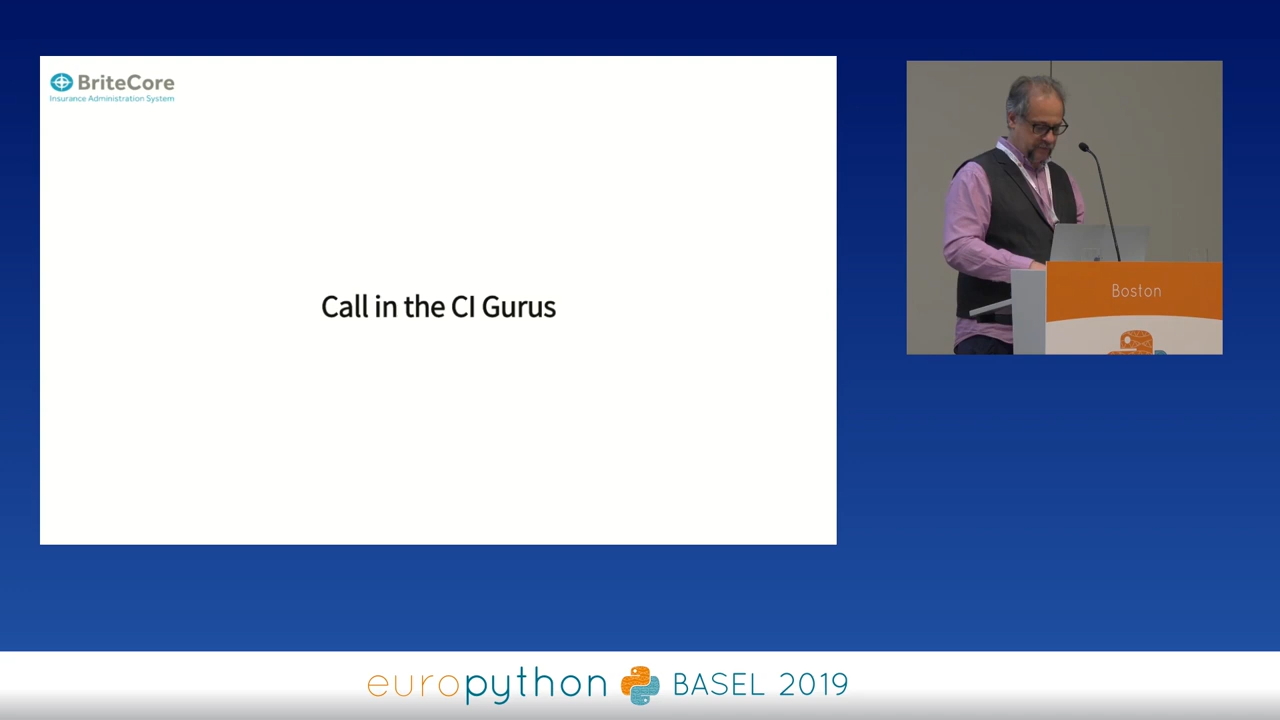 BriteCore
Insurance Administration System
Call in the CI Gurus
Boston
europython BASEL 2019